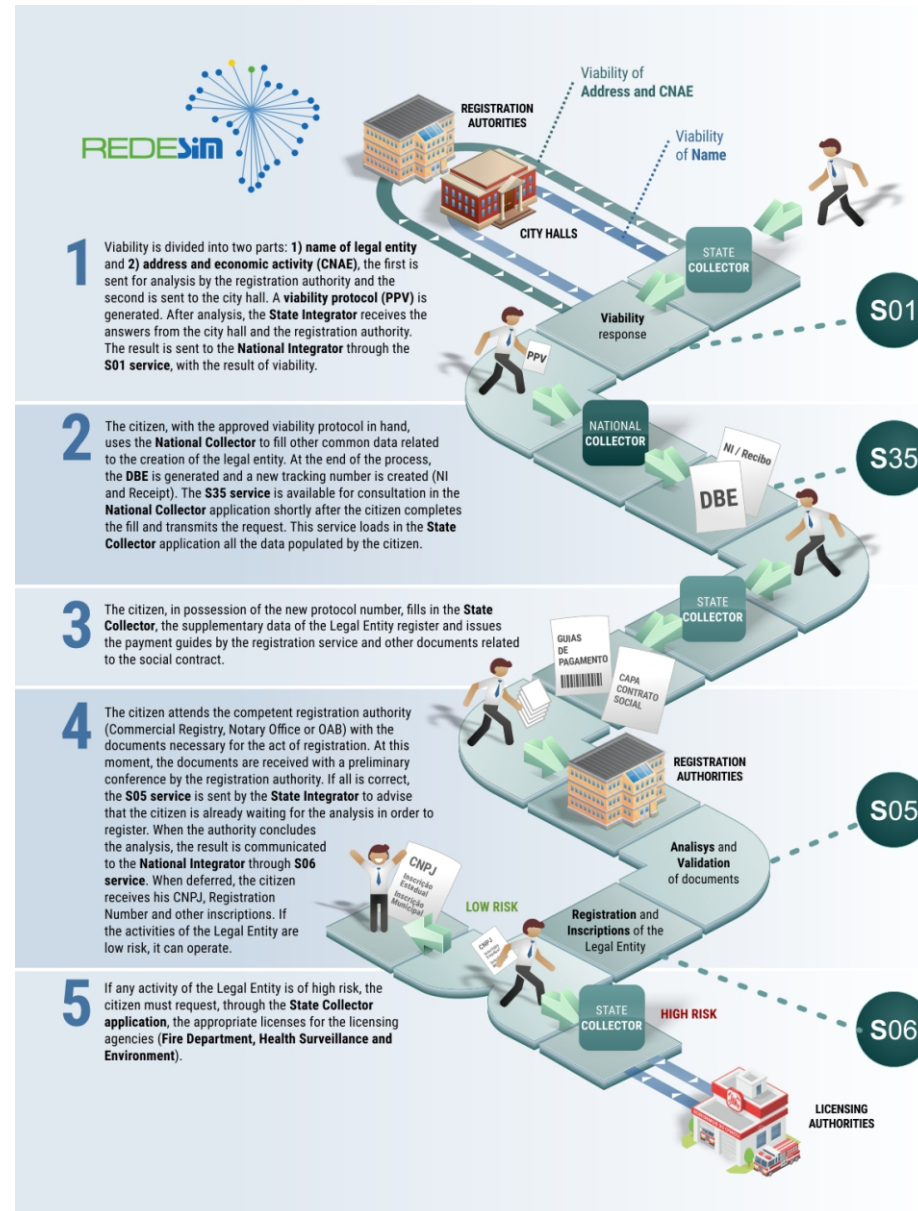 REDESIM
REGISTRATION
AUTORITIES
Viability of
Address and CNAE
Viability
of Name
CITY HALLS
STATE
COLLECTOR
1
Viability is divided into two parts: 1) name of legal entity
and 2) address and economic activity (CNAE), the first is
sent for analysis by the registration authority and the
second is sent to the city hall. A viability protocol (PPV) is
generated. After analysis, the State Integrator receives the
answers from the city hall and the registration authority.
The result is sent to the National Integrator through the
S01 service, with the result of viability.
Viability
response
S01
PPV
2
The citizen, with the approved viability protocol in hand,
uses the National Collector to fill other common data related
to the creation of the legal entity. At the end of the process,
the DBE is generated and a new tracking number is created (NI
and Receipt). The S35 service is available for consultation in the
National Collector application shortly after the citizen completes
the fill and transmits the request. This service loads in the State
Collector application all the data populated by the citizen.
NATIONAL
COLLECTOR
NI / Recibo
DBE
S35
3
The citizen, in possession of the new protocol number, fills in the State
Collector, the supplementary data of the Legal Entity register and issues
the payment guides by the registration service and other documents related
to the social contract.
STATE
COLLECTOR
GUIAS
DE
PAGAMENTO
CAPA
CONTRATO
SOCIAL
4
The citizen attends the competent registration authority
(Commercial Registry, Notary Office or OAB) with the
documents necessary for the act of registration. At this
moment, the documents are received with a preliminary
conference by the registration authority. If all is correct,
the S05 service is sent by the State Integrator to advise
that the citizen is already waiting for the analysis in order to
register. When the authority concludes
the analysis, the result is communicated
to the National Integrator through S06
service. When deferred, the citizen
receives his CNPJ, Registration
Number and other inscriptions. If
the activities of the Legal Entity are
low risk, it can operate.
REGISTRATION
AUTHORITIES
S05
Analisys and
Validation
of documents
CNPJ
Inscrição
Estadual
Inscrição
Municipal
LOW RISK
Registration and
Inscriptions of the
Legal Entity
CNPJ
5
If any activity of the Legal Entity is of high risk, the
citizen must request, through the State Collector
application, the appropriate licenses for the licensing
agencies (Fire Department, Health Surveillance and
Environment).
STATE
COLLECTOR
HIGH RISK
S06
LICENSING
AUTHORITIES